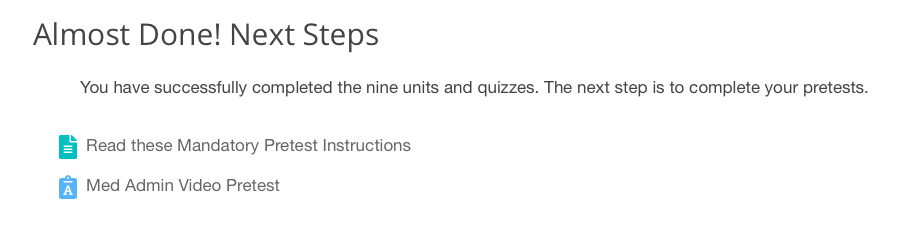 Almost Done! Next Steps
You have successfully completed the nine units and quizzes. The next step is to complete your pretests.
Read these Mandatory Pretest Instructions
A Med Admin Video Pretest